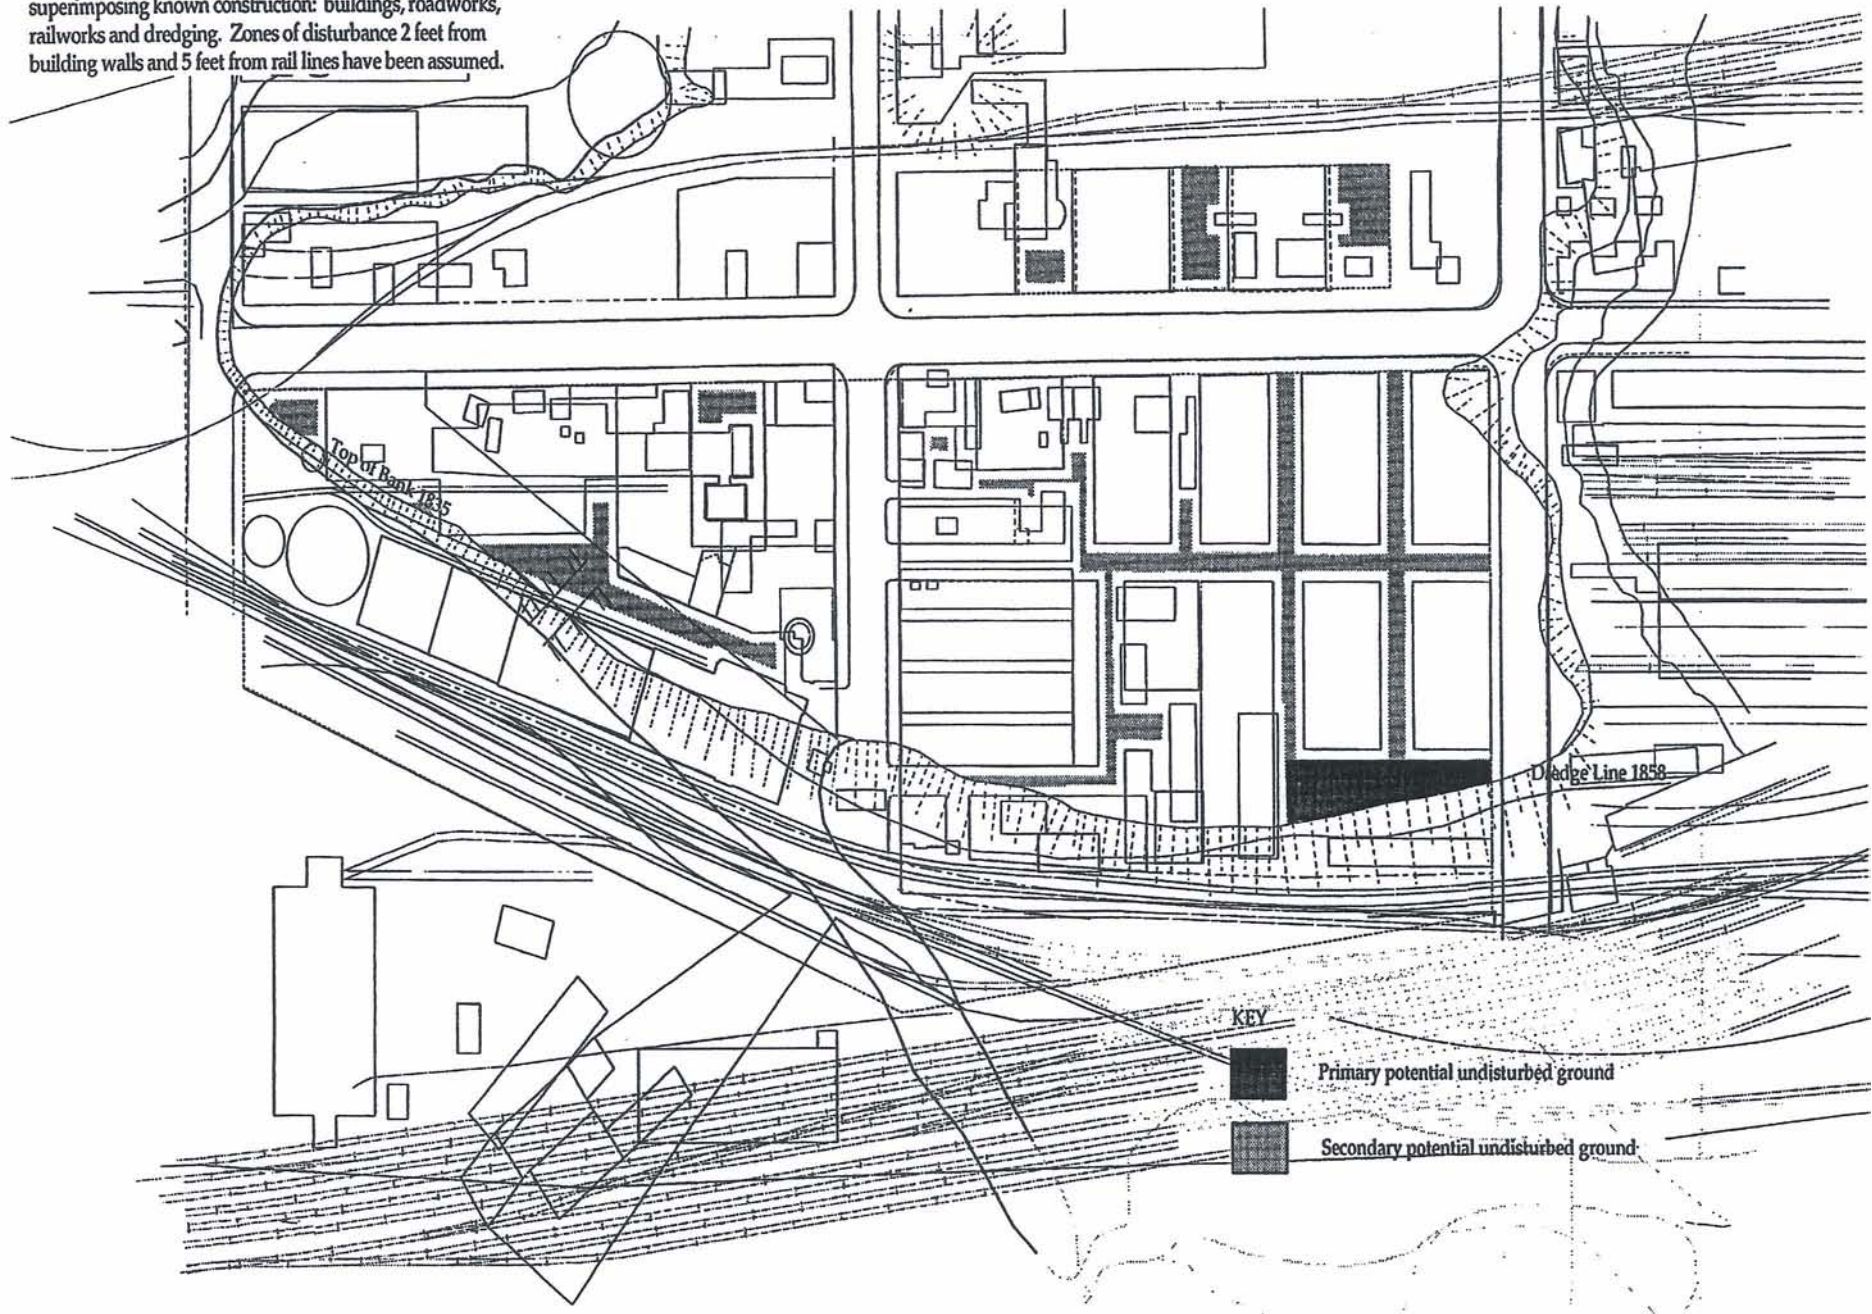 superimposing known construction: buildings, roadworks,
railworks and dredging. Zones of disturbance 2 feet from
building walls and 5 feet from rail lines have been assumed.
Top of Bank 1835
Dredge Line 1858
KEY
Primary potential undisturbed ground
Secondary potential undisturbed ground